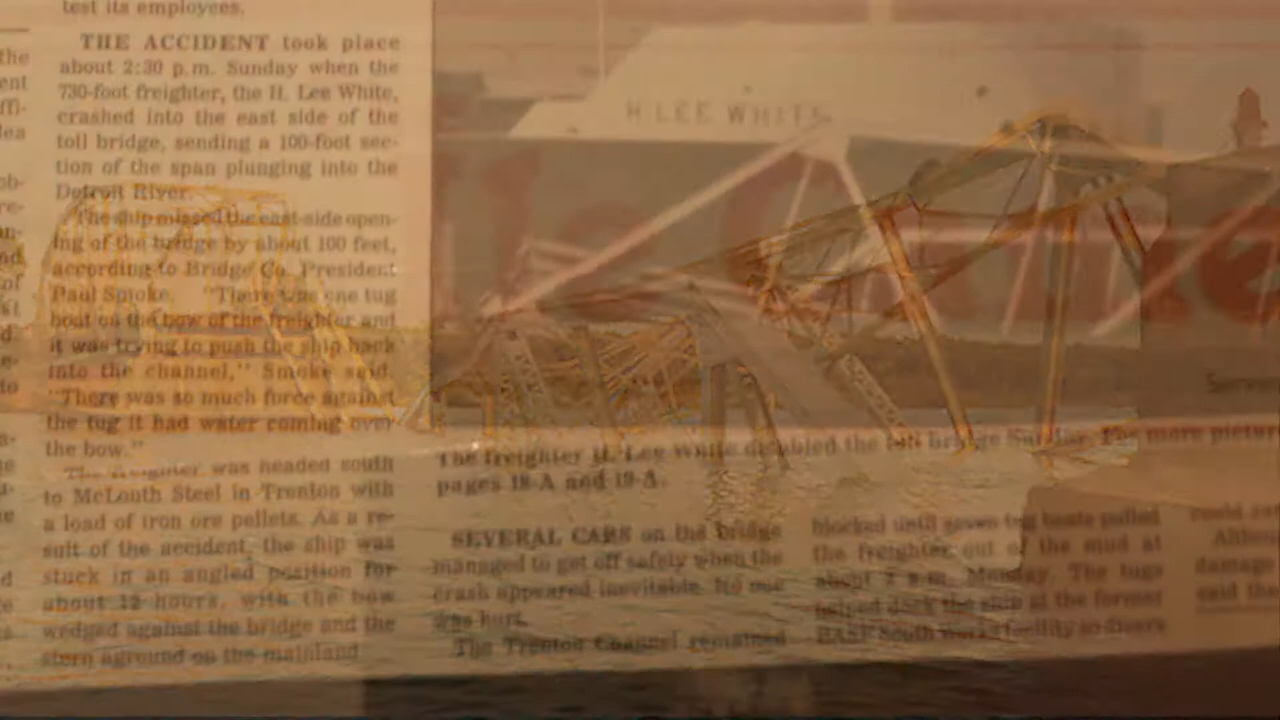 test its employees.
THE ACCIDENT took place
about 2:30 p.m. Sunday when the
730-foot freighter, the H. Lee White,
crashed into the east side of the
toll bridge, sending a 100-foot sec-
tion of the span plunging into the
Detroit River.
The ship missed the east-side open-
ing of the bridge by about 100 feet,
according to Bridge Co. President
Paul Smoke. "There was one tug
boat on the bow of the freighter and
it was trying to push the ship back
into the channel," Smoke said.
"There was so much force against
the tug it had water coming over
the bow."
The freighter was headed south
to McLouth Steel in Trenton with
a load of iron ore pellets. As a re-
sult of the accident, the ship was
stuck in an angled position for
about 12 hours, with the bow
wedged against the bridge and the
stern aground on the mainland
H. LEE WHITE
The freighter H. Lee White disabled the toll bridge Sunday. For more pictur
pages 18-A and 19-A.
SEVERAL CARS on the bridge
managed to get off safely when the
crash appeared inevitable. No one
was hurt.
The Trenton Channel remained
blocked until seven tug boats pulled
the freighter out of the mud at
about 2 a.m. Monday. The tugs
helped dock the ship at the former
BASF South Works facility so divers
could
Althou
damage
said the